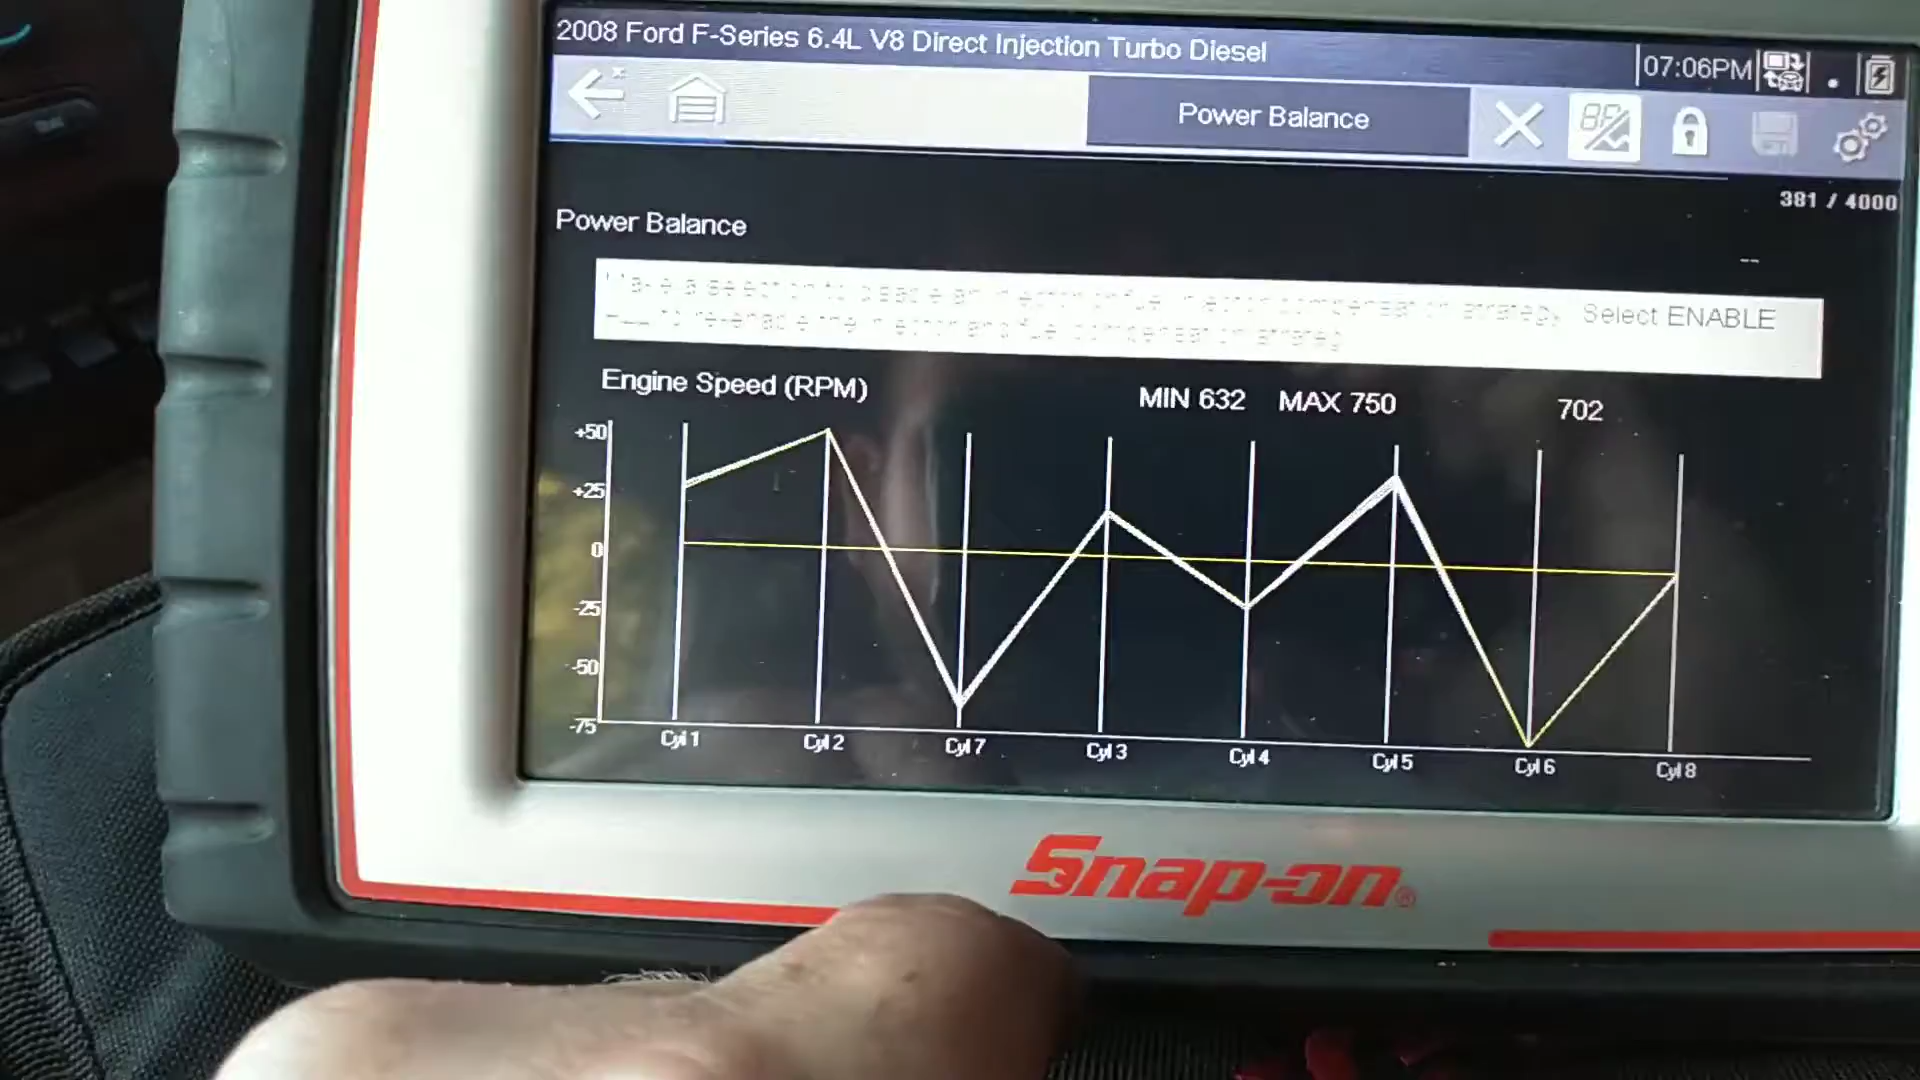 2008 Ford F-Series 6.4L V8 Direct Injection Turbo Diesel
07:06PM
Power Balance
381 / 4000
Power Balance
--
Select ENABLE
Engine Speed (RPM)
MIN 632 MAX 750 702
+50
+25
0
-25
-50
-75
Cyl 1 Cyl 2 Cyl 7 Cyl 3 Cyl 4 Cyl 5 Cyl 6 Cyl 8
Snap-on®